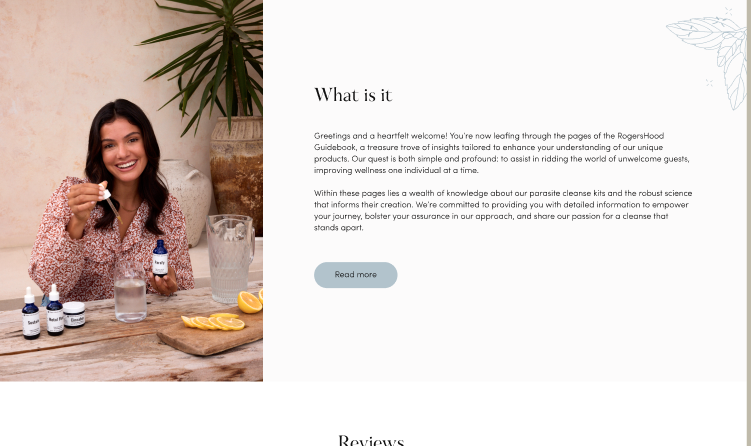 What is it
Greetings and a heartfelt welcome! You're now leafing through the pages of the RogersHood
Guidebook, a treasure trove of insights tailored to enhance your understanding of our unique
products. Our quest is both simple and profound: to assist in ridding the world of unwelcome guests,
improving wellness one individual at a time.
Within these pages lies a wealth of knowledge about our parasite cleanse kits and the robust science
that informs their creation. We're committed to providing you with detailed information to empower
your journey, bolster your assurance in our approach, and share our passion for a cleanse that
stands apart.
Read more
Reviews